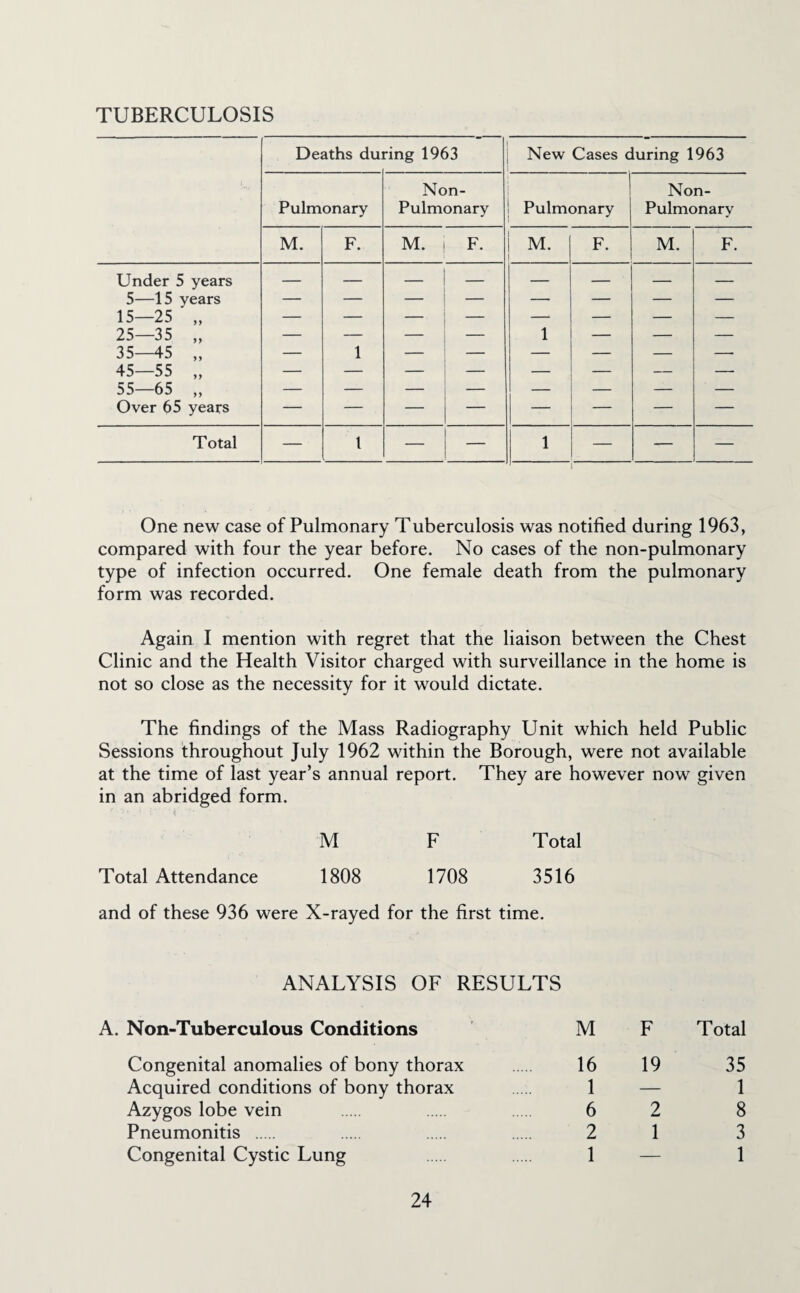 TUBERCULOSIS
Deaths during 1963 New Cases during 1963
Pulmonary Non-Pulmonary Pulmonary Non-Pulmonary
M. F. M. F. M. F. M. F.
Under 5 years — — — — — — — —
5—15 years — — — — — — — —
15—25 ,, — — — — — — — —
25—35 ,, — — — — 1 — — —
35—45 ,, — 1 — — — — — —
45—55 ,, — — — — — — — —
55—65 ,, — — — — — — — —
Over 65 years — — — — — — — —
Total — 1 — — 1 — — —
One new case of Pulmonary Tuberculosis was notified during 1963,
compared with four the year before. No cases of the non-pulmonary
type of infection occurred. One female death from the pulmonary
form was recorded.
Again I mention with regret that the liaison between the Chest
Clinic and the Health Visitor charged with surveillance in the home is
not so close as the necessity for it would dictate.
The findings of the Mass Radiography Unit which held Public
Sessions throughout July 1962 within the Borough, were not available
at the time of last year's annual report. They are however now given
in an abridged form.
M F Total
Total Attendance 1808 1708 3516
and of these 936 were X-rayed for the first time.
ANALYSIS OF RESULTS
A. Non-Tuberculous Conditions M F Total
Congenital anomalies of bony thorax ..... 16 19 35
Acquired conditions of bony thorax ..... 1 — 1
Azygos lobe vein ..... ..... ..... 6 2 8
Pneumonitis ..... ..... ..... ..... 2 1 3
Congenital Cystic Lung ..... ..... 1 — 1
24